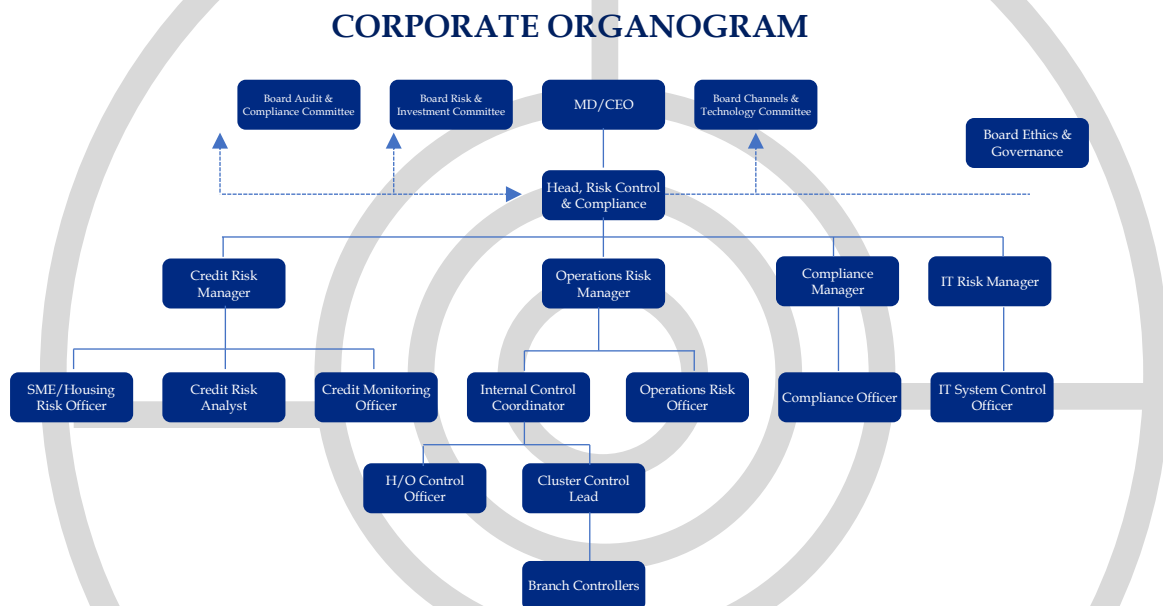 CORPORATE ORGANOGRAM
Board Audit &
Compliance Committee
Board Risk &
Investment Committee
MD/CEO
Board Channels &
Technology Committee
Board Ethics &
Governance
Head, Risk Control
& Compliance
Credit Risk
Manager
Operations Risk
Manager
Compliance
Manager
IT Risk Manager
SME/Housing
Risk Officer
Credit Risk
Analyst
Credit Monitoring
Officer
Internal Control
Coordinator
Operations Risk
Officer
Compliance Officer
IT System Control
Officer
H/O Control
Officer
Cluster Control
Lead
Branch Controllers